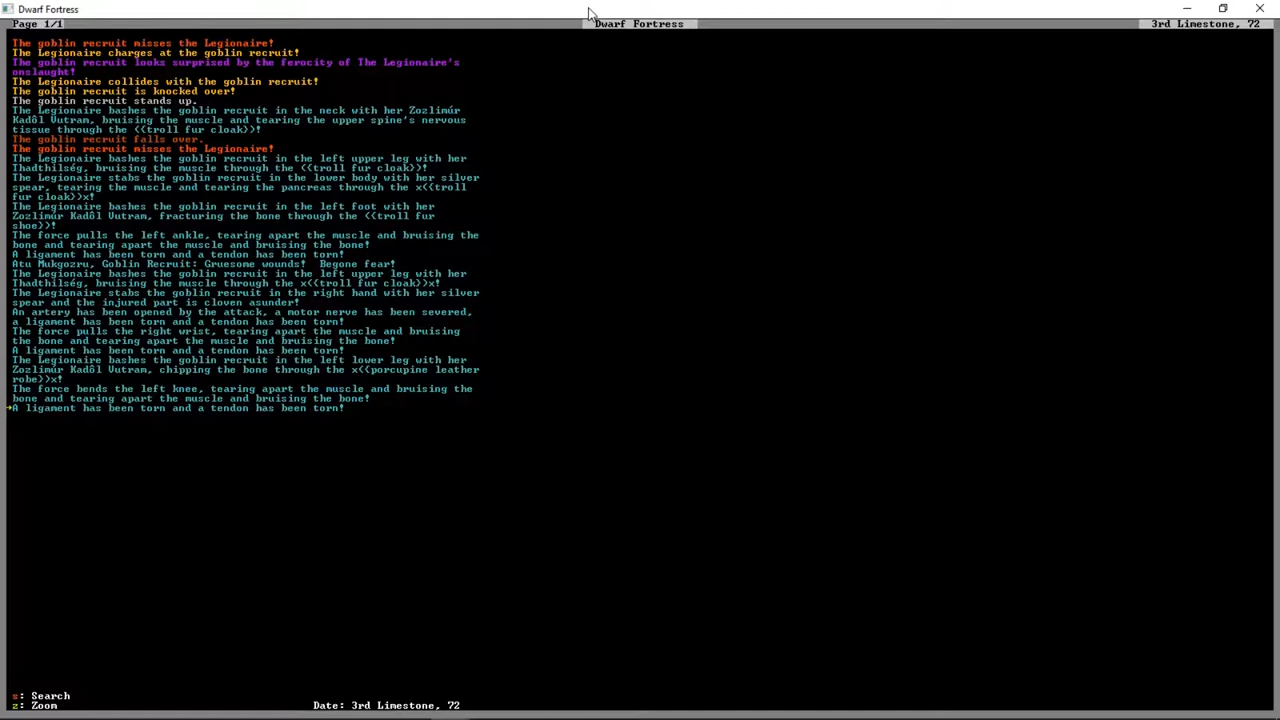 Dwarf Fortress
Page 1/1
Dwarf Fortress
3rd Limestone, 72
The goblin recruit misses the Legionaire!
The Legionaire charges at the goblin recruit!
The goblin recruit looks surprised by the ferocity of The Legionaire's
onslaught!
The Legionaire collides with the goblin recruit!
The goblin recruit is knocked over!
The goblin recruit stands up.
The Legionaire bashes the goblin recruit in the neck with her Zozlimúr
Kadôl Vutram, bruising the muscle and tearing the upper spine's nervous
tissue through the <(troll fur cloak)>!
The goblin recruit falls over.
The goblin recruit misses the Legionaire!
The Legionaire bashes the goblin recruit in the left upper leg with her
Thadthilség, bruising the muscle through the <(troll fur cloak)>!
The Legionaire stabs the goblin recruit in the lower body with her silver
spear, tearing the muscle and tearing the pancreas through the x<(troll
fur cloak)>x!
The Legionaire bashes the goblin recruit in the left foot with her
Zozlimúr Kadôl Vutram, fracturing the bone through the <(troll fur
shoe)>!
The force pulls the left ankle, tearing apart the muscle and bruising the
bone and tearing apart the muscle and bruising the bone!
A ligament has been torn and a tendon has been torn!
Atu Mukgozru, Goblin Recruit: Gruesome wounds!  Begone fear!
The Legionaire bashes the goblin recruit in the left upper leg with her
Thadthilség, bruising the muscle through the x<(troll fur cloak)>x!
The Legionaire stabs the goblin recruit in the right hand with her silver
spear and the injured part is cloven asunder!
An artery has been opened by the attack, a motor nerve has been severed,
a ligament has been torn and a tendon has been torn!
The force pulls the right wrist, tearing apart the muscle and bruising
the bone and tearing apart the muscle and bruising the bone!
A ligament has been torn and a tendon has been torn!
The Legionaire bashes the goblin recruit in the left lower leg with her
Zozlimúr Kadôl Vutram, chipping the bone through the x<(porcupine leather
robe)>x!
The force bends the left knee, tearing apart the muscle and bruising the
bone and tearing apart the muscle and bruising the bone!
→A ligament has been torn and a tendon has been torn!
s: Search
z: Zoom
Date: 3rd Limestone, 72